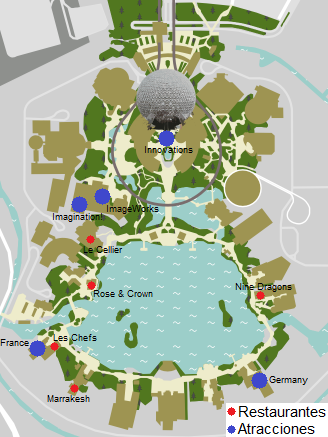 Innovations
ImageWorks
Imagination!
Le Cellier
Nine Dragons
Rose & Crown
Les Chefs
France
Germany
Marrakesh
Restaurantes
Atracciones